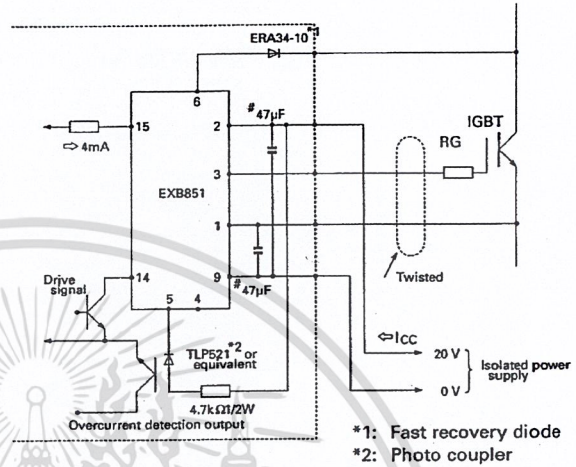 ERA34-10*1
6
15
2
# 47µF
IGBT
RG
⇨ 4mA
3
EXB851
1
Drive
signal
14
9
# 47µF
Twisted
5
4
⇦Icc
TLP521*2 or
equivalent
20 V
Isolated power
supply
0 V
4.7kΩ1/2W
Overcurrent detection output
*1: Fast recovery diode
*2: Photo coupler